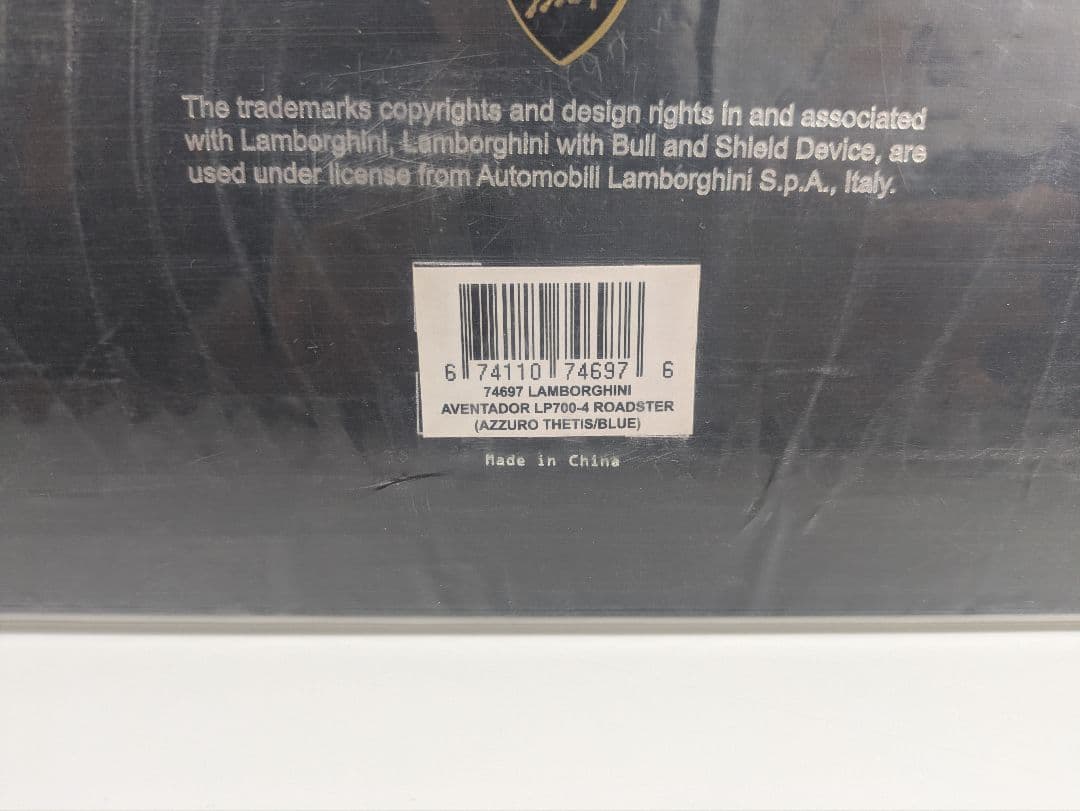 The trademarks copyrights and design rights in and associated
with Lamborghini, Lamborghini with Bull and Shield Device, are
used under license from Automobili Lamborghini S.p.A., Italy.
6 74110 74697 6
74697 LAMBORGHINI
AVENTADOR LP700-4 ROADSTER
(AZZURO THETIS/BLUE)
Made in China